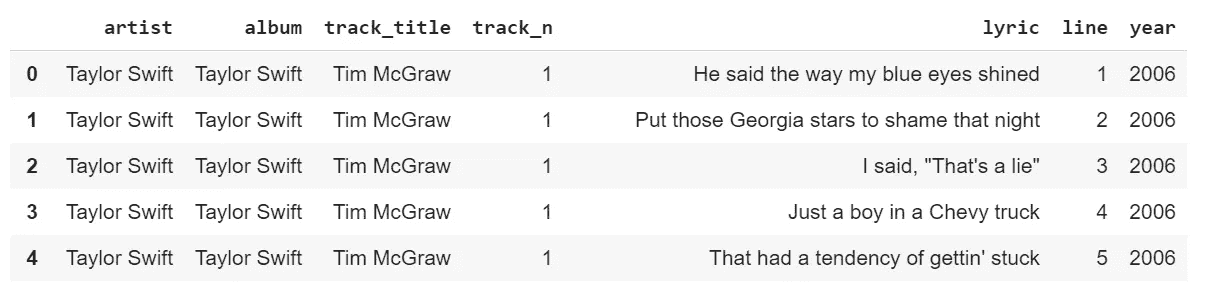 artist album track_title track_n lyric line year
0 Taylor Swift Taylor Swift Tim McGraw 1 He said the way my blue eyes shined 1 2006
1 Taylor Swift Taylor Swift Tim McGraw 1 Put those Georgia stars to shame that night 2 2006
2 Taylor Swift Taylor Swift Tim McGraw 1 I said, "That's a lie" 3 2006
3 Taylor Swift Taylor Swift Tim McGraw 1 Just a boy in a Chevy truck 4 2006
4 Taylor Swift Taylor Swift Tim McGraw 1 That had a tendency of gettin' stuck 5 2006